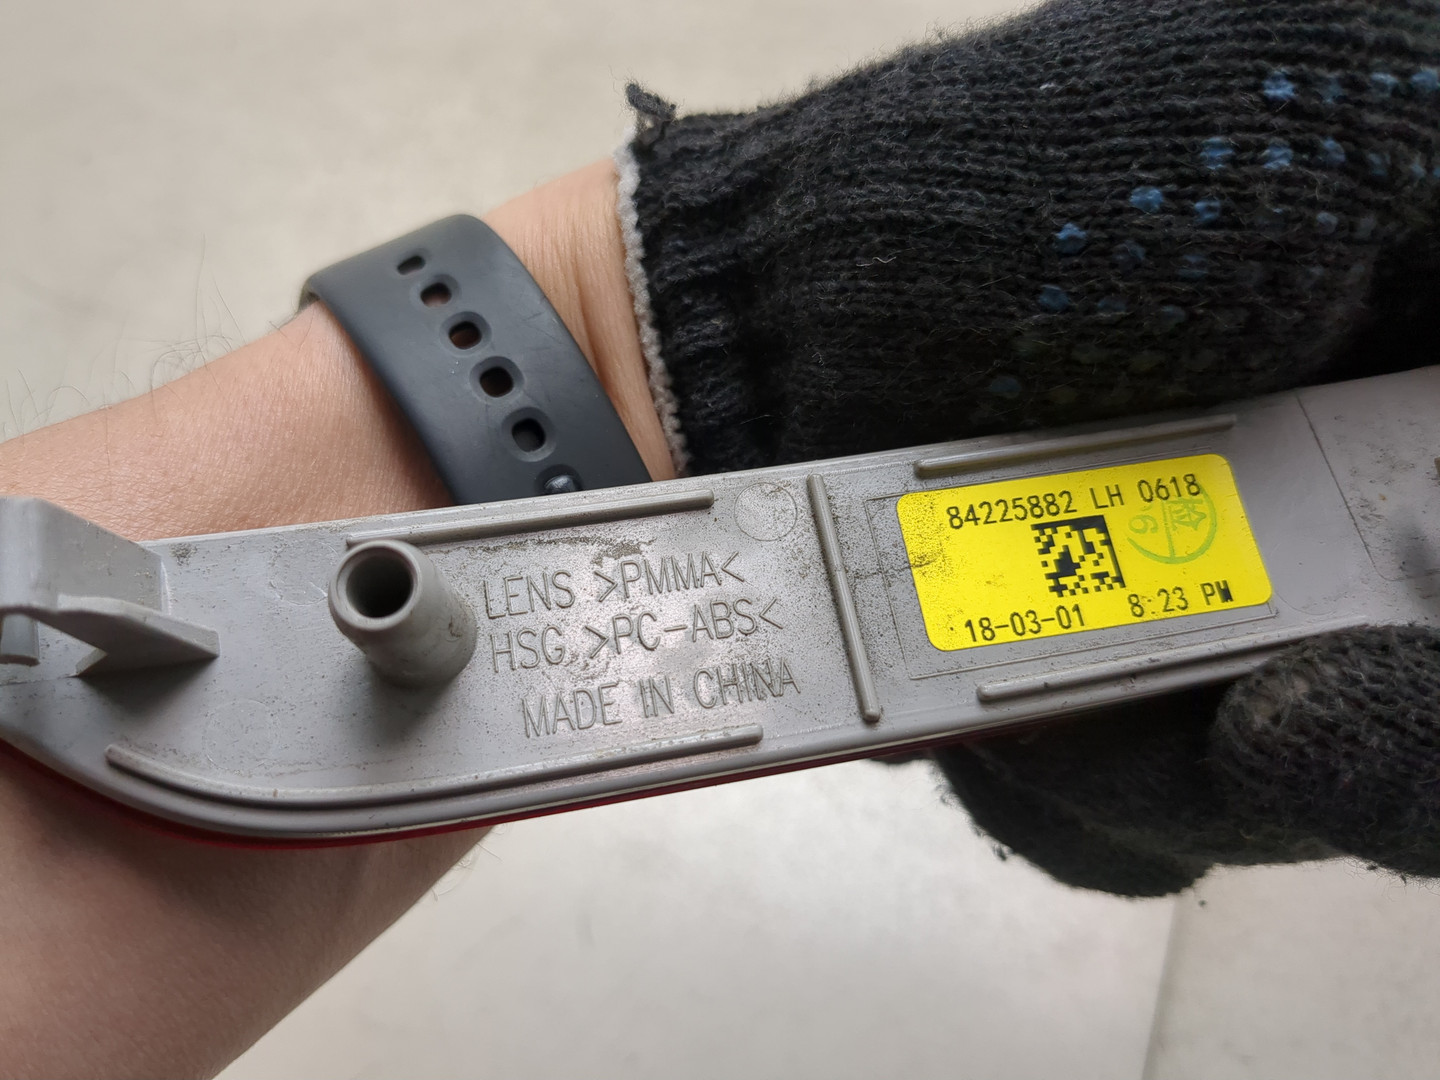 LENS >PMMA<
HSG >PC-ABS<
MADE IN CHINA
84225882 LH 0618
18-03-01 8:23 PM